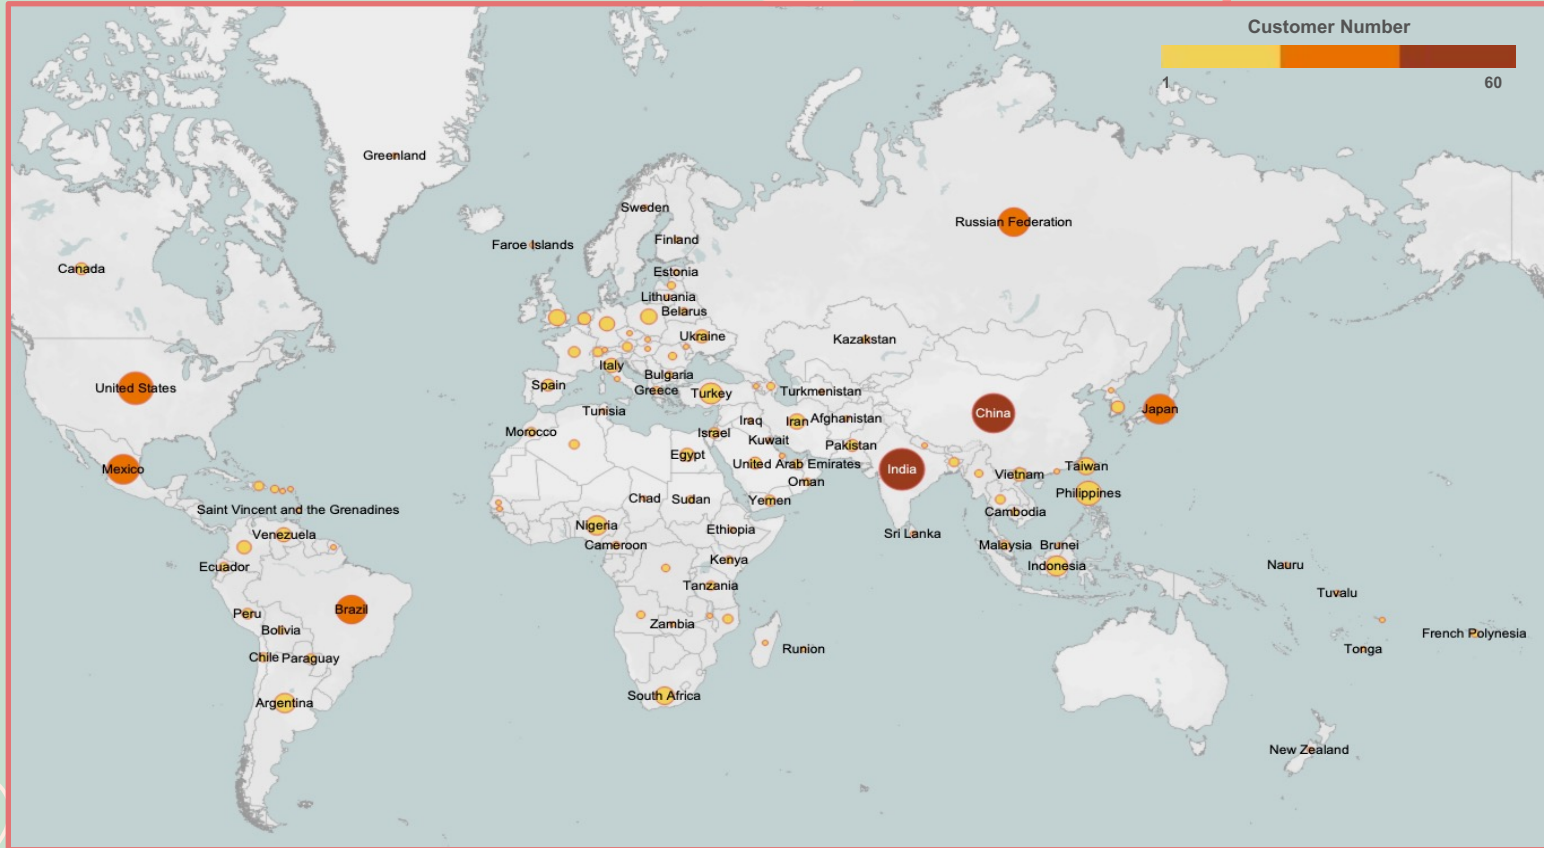 Customer Number
1
60
Greenland
Sweden
Russian Federation
Finland
Faroe Islands
Canada
Estonia
Lithuania
Belarus
Ukraine
Kazakstan
Italy
Bulgaria
United States
Spain
Greece
Turkey
Turkmenistan
Tunisia
Japan
China
Morocco
Iraq
Iran
Afghanistan
Israel
Kuwait
Pakistan
Egypt
United Arab Emirates
India
Vietnam
Taiwan
Mexico
Oman
Philippines
Chad
Sudan
Yemen
Saint Vincent and the Grenadines
Cambodia
Nigeria
Ethiopia
Sri Lanka
Venezuela
Cameroon
Malaysia
Brunei
Kenya
Ecuador
Indonesia
Nauru
Tanzania
Tuvalu
Brazil
Peru
Zambia
Bolivia
French Polynesia
Runion
Tonga
Chile
Paraguay
South Africa
Argentina
New Zealand